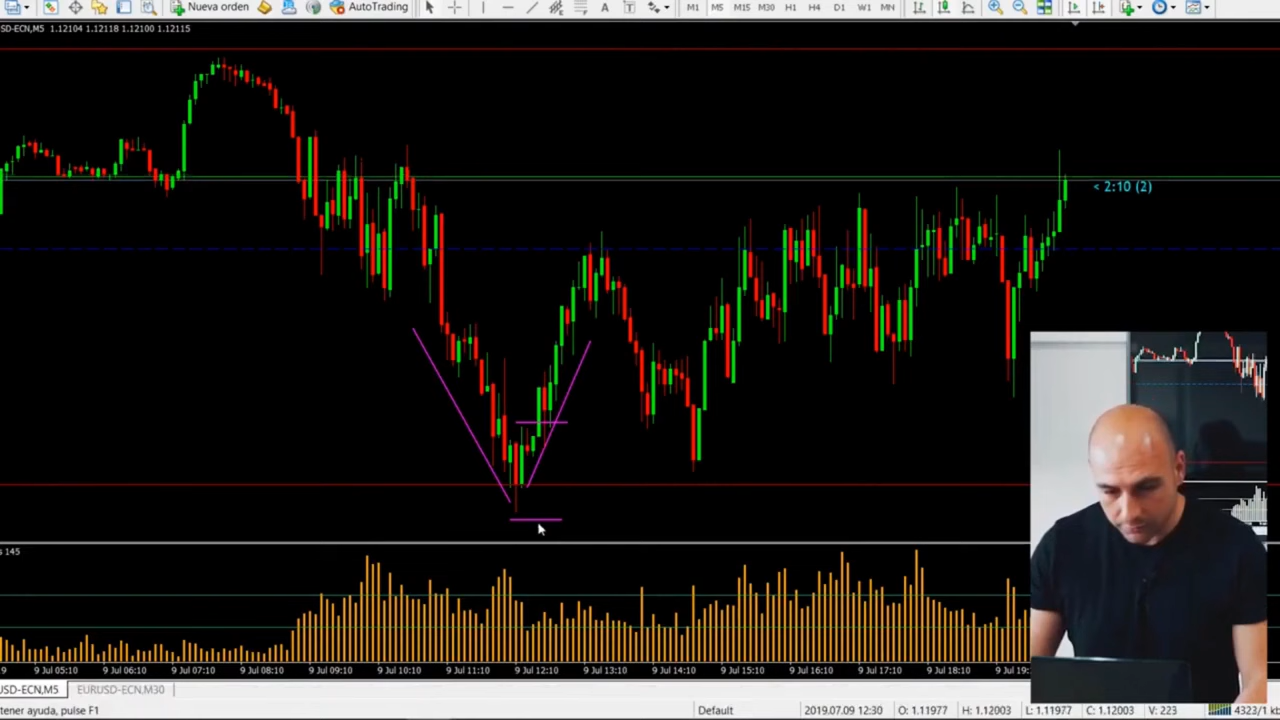 Nueva orden AutoTrading M1 M5 M15 M30 H1 H4 D1 W1 MN
SD-ECN,M5 1.12104 1.12118 1.12100 1.12115
< 2:10 (2)
s 145
9 9 Jul 05:10 9 Jul 06:10 9 Jul 07:10 9 Jul 08:10 9 Jul 09:10 9 Jul 10:10 9 Jul 11:10 9 Jul 12:10 9 Jul 13:10 9 Jul 14:10 9 Jul 15:10 9 Jul 16:10 9 Jul 17:10 9 Jul 18:10 9 Jul 19:
USD-ECN,M5 EURUSD-ECN,M30
tener ayuda, pulse F1 Default 2019.07.09 12:30 O: 1.11977 H: 1.12003 L: 1.11977 C: 1.12003 V: 223 4323/1 kb